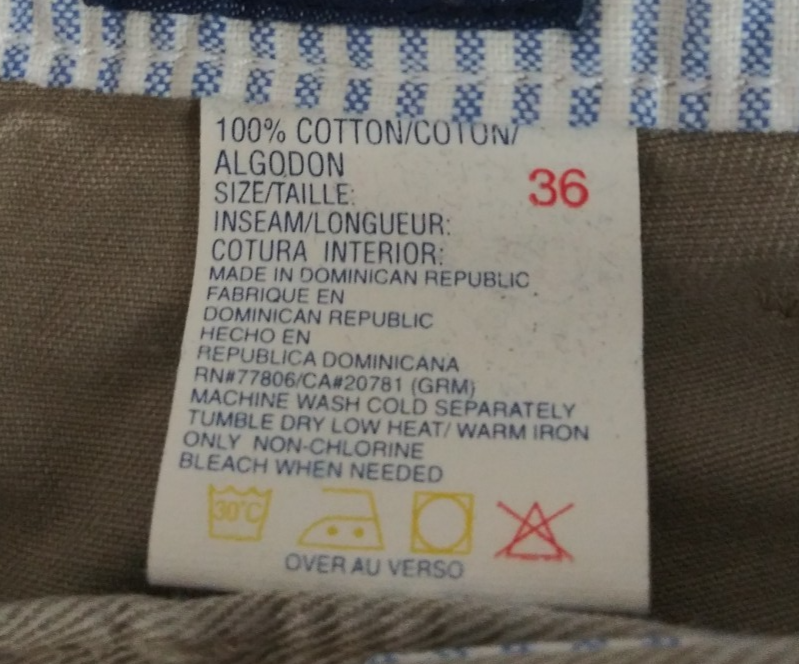 100% COTTON/COTON/
ALGODON
SIZE/TAILLE: 36
INSEAM/LONGUEUR:
COTURA INTERIOR:
MADE IN DOMINICAN REPUBLIC
FABRIQUE EN
DOMINICAN REPUBLIC
HECHO EN
REPUBLICA DOMINICANA
RN#77806/CA#20781 (GRM)
MACHINE WASH COLD SEPARATELY
TUMBLE DRY LOW HEAT/ WARM IRON
ONLY NON-CHLORINE
BLEACH WHEN NEEDED
30°C
OVER AU VERSO